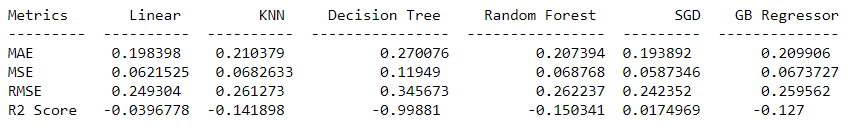 Metrics Linear KNN Decision Tree Random Forest SGD GB Regressor
--------- ---------- ---------- --------------- --------------- --------- --------------
MAE 0.198398 0.210379 0.270076 0.207394 0.193892 0.209906
MSE 0.0621525 0.0682633 0.11949 0.068768 0.0587346 0.0673727
RMSE 0.249304 0.261273 0.345673 0.262237 0.242352 0.259562
R2 Score -0.0396778 -0.141898 -0.99881 -0.150341 0.0174969 -0.127